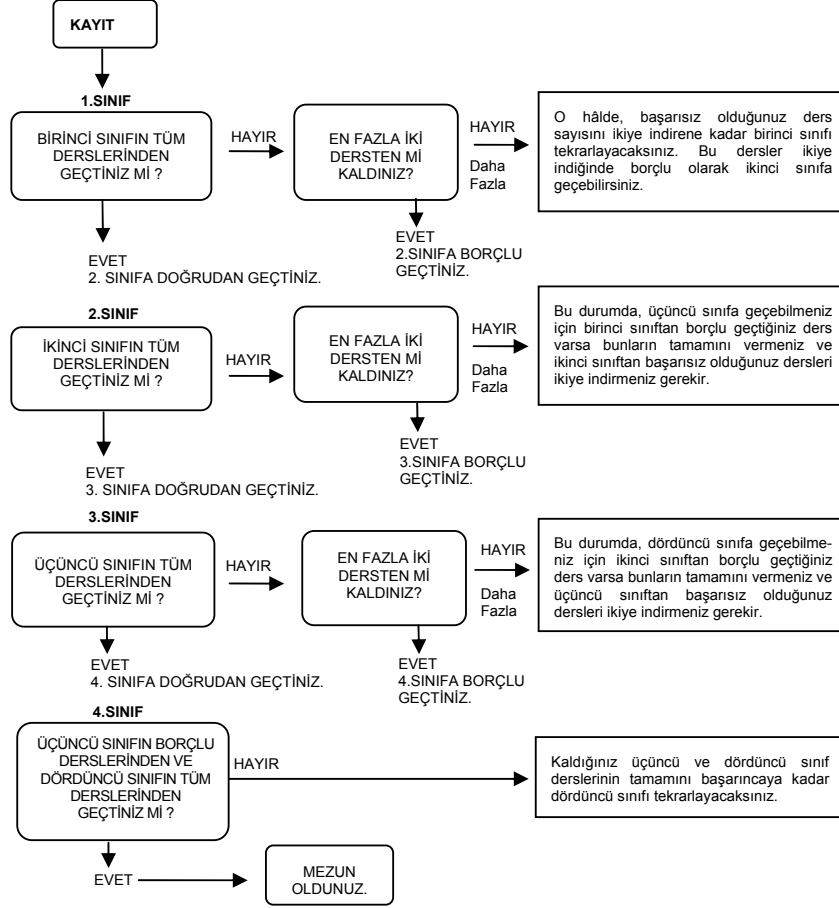 KAYIT
1.SINIF
BİRİNCİ SINIFIN TÜM
DERSLERİNDEN
GEÇTİNİZ Mİ ?
HAYIR
EN FAZLA İKİ
DERSTEN Mİ
KALDINIZ?
HAYIR
Daha
Fazla
O hâlde, başarısız olduğunuz ders
sayısını ikiye indirene kadar birinci sınıfı
tekrarlayacaksınız. Bu dersler ikiye
indiğinde borçlu olarak ikinci sınıfa
geçebilirsiniz.
EVET
2. SINIFA DOĞRUDAN GEÇTİNİZ.
EVET
2.SINIFA BORÇLU
GEÇTİNİZ.
2.SINIF
İKİNCİ SINIFIN TÜM
DERSLERİNDEN
GEÇTİNİZ Mİ ?
HAYIR
EN FAZLA İKİ
DERSTEN Mİ
KALDINIZ?
HAYIR
Daha
Fazla
Bu durumda, üçüncü sınıfa geçebilmeniz
için birinci sınıftan borçlu geçtiğiniz ders
varsa bunların tamamını vermeniz ve
ikinci sınıftan başarısız olduğunuz dersleri
ikiye indirmeniz gerekir.
EVET
3. SINIFA DOĞRUDAN GEÇTİNİZ.
EVET
3.SINIFA BORÇLU
GEÇTİNİZ.
3.SINIF
ÜÇÜNCÜ SINIFIN TÜM
DERSLERİNDEN
GEÇTİNİZ Mİ ?
HAYIR
EN FAZLA İKİ
DERSTEN Mİ
KALDINIZ?
HAYIR
Daha
Fazla
Bu durumda, dördüncü sınıfa geçebilme-
niz için ikinci sınıftan borçlu geçtiğiniz
ders varsa bunların tamamını vermeniz ve
üçüncü sınıftan başarısız olduğunuz
dersleri ikiye indirmeniz gerekir.
EVET
4. SINIFA DOĞRUDAN GEÇTİNİZ.
EVET
4.SINIFA BORÇLU
GEÇTİNİZ.
4.SINIF
ÜÇÜNCÜ SINIFIN BORÇLU
DERSLERİNDEN VE
DÖRDÜNCÜ SINIFIN TÜM
DERSLERİNDEN
GEÇTİNİZ Mİ ?
HAYIR
Kaldığınız üçüncü ve dördüncü sınıf
derslerinin tamamını başarıncaya kadar
dördüncü sınıfı tekrarlayacaksınız.
EVET
MEZUN
OLDUNUZ.